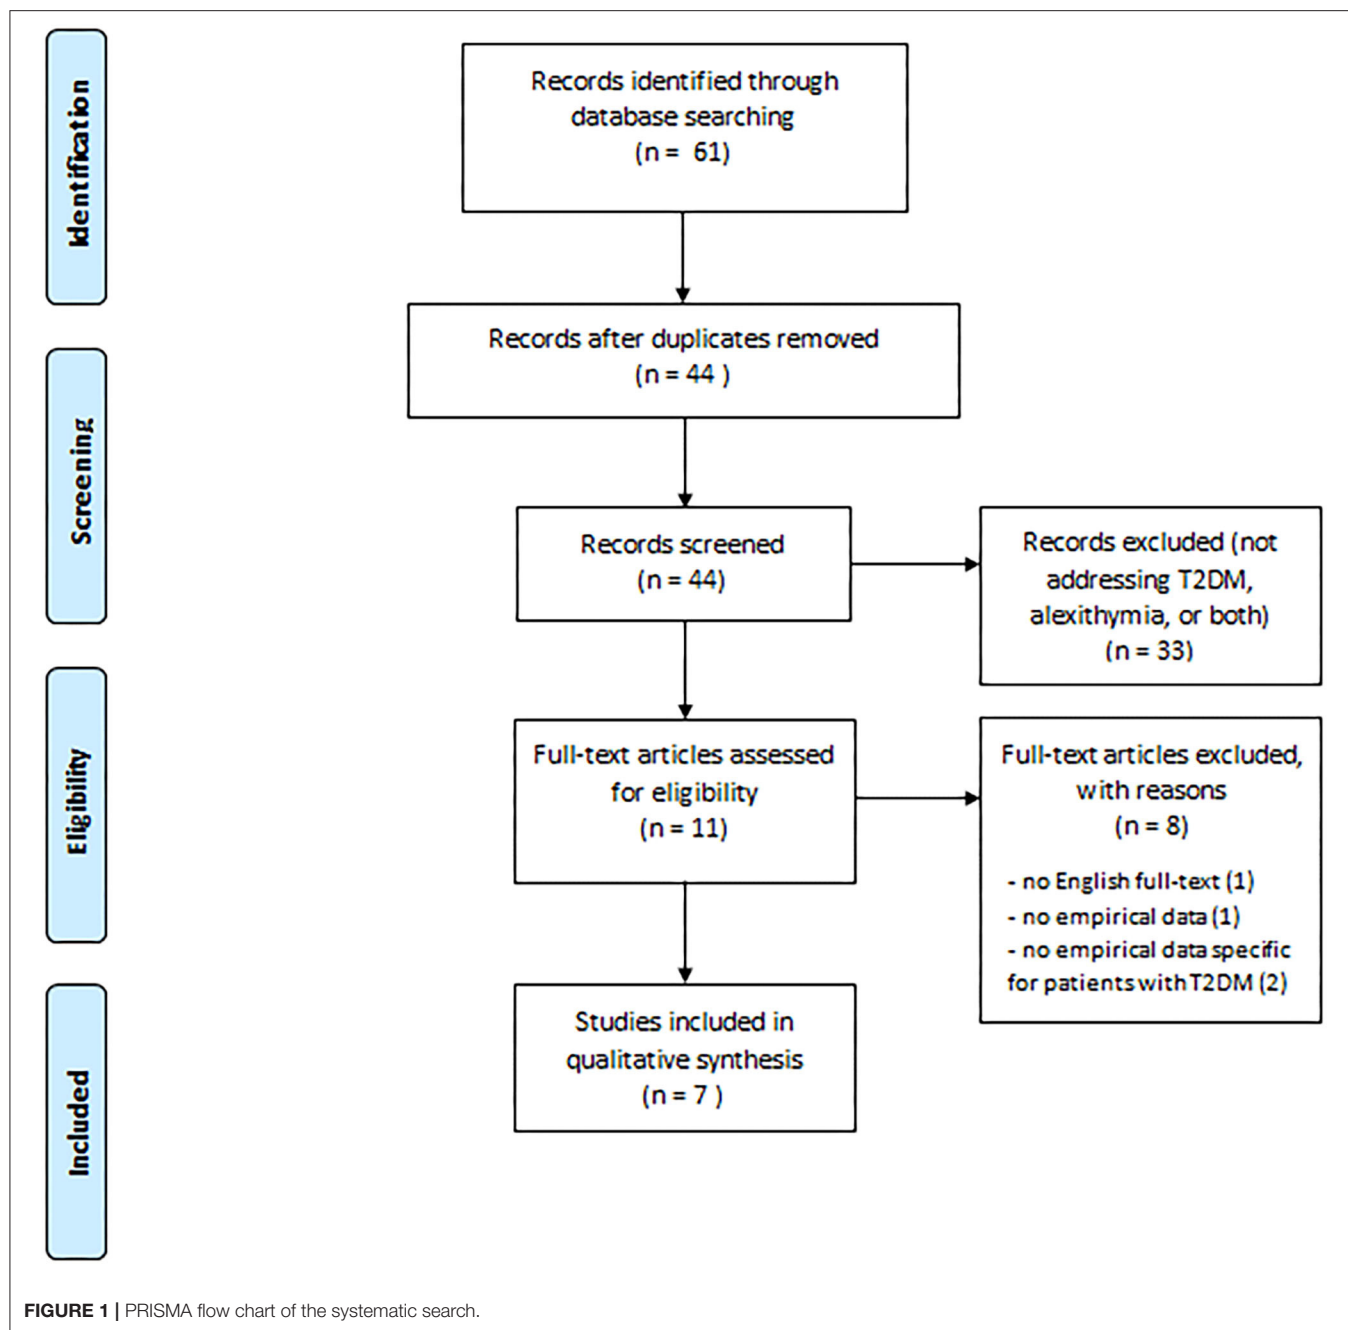 Identification
Records identified through
database searching
(n = 61)
Records after duplicates removed
(n = 44 )
Screening
Records screened
(n = 44)
Records excluded (not
addressing T2DM,
alexithymia, or both)
(n = 33)
Eligibility
Full-text articles assessed
for eligibility
(n = 11)
Full-text articles excluded,
with reasons
(n = 8)
- no English full-text (1)
- no empirical data (1)
- no empirical data specific
for patients with T2DM (2)
Included
Studies included in
qualitative synthesis
(n = 7 )
FIGURE 1 | PRISMA flow chart of the systematic search.